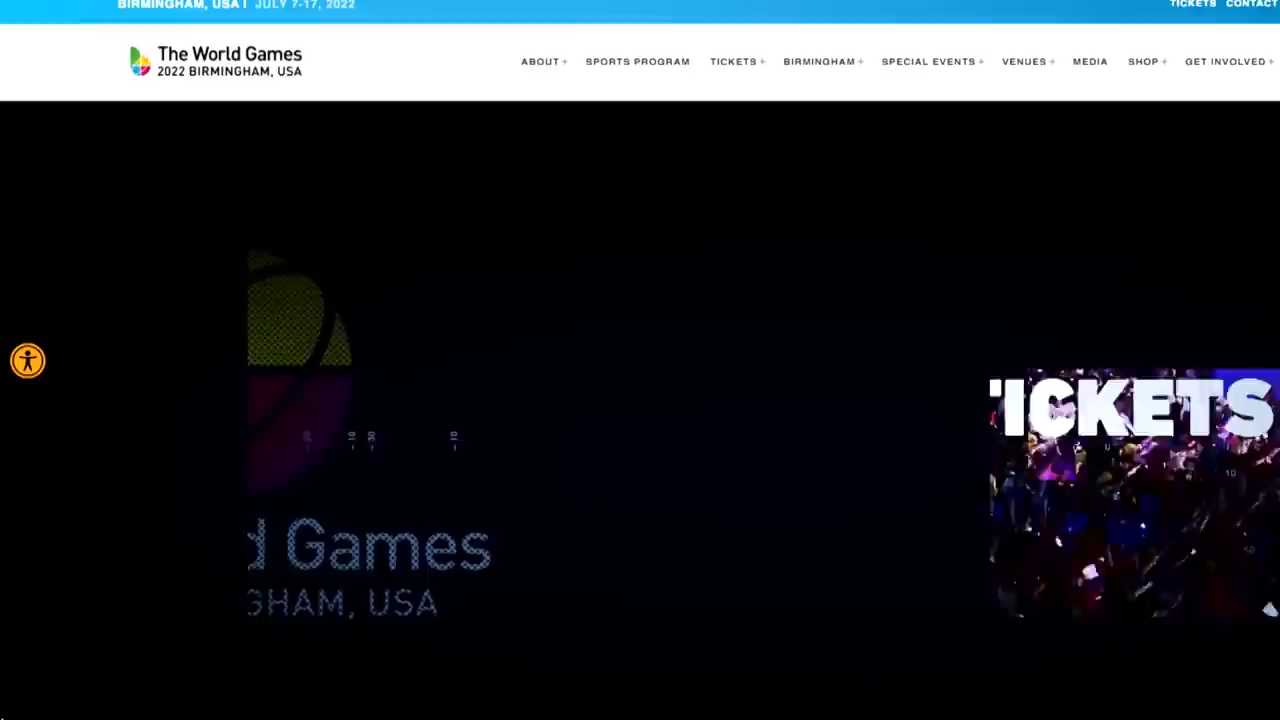 BIRMINGHAM, USA | JULY 7-17, 2022
TICKETS CONTACT
The World Games
2022 BIRMINGHAM, USA
ABOUT + SPORTS PROGRAM TICKETS + BIRMINGHAM + SPECIAL EVENTS + VENUES + MEDIA SHOP + GET INVOLVED +
TICKETS
d Games
GHAM, USA